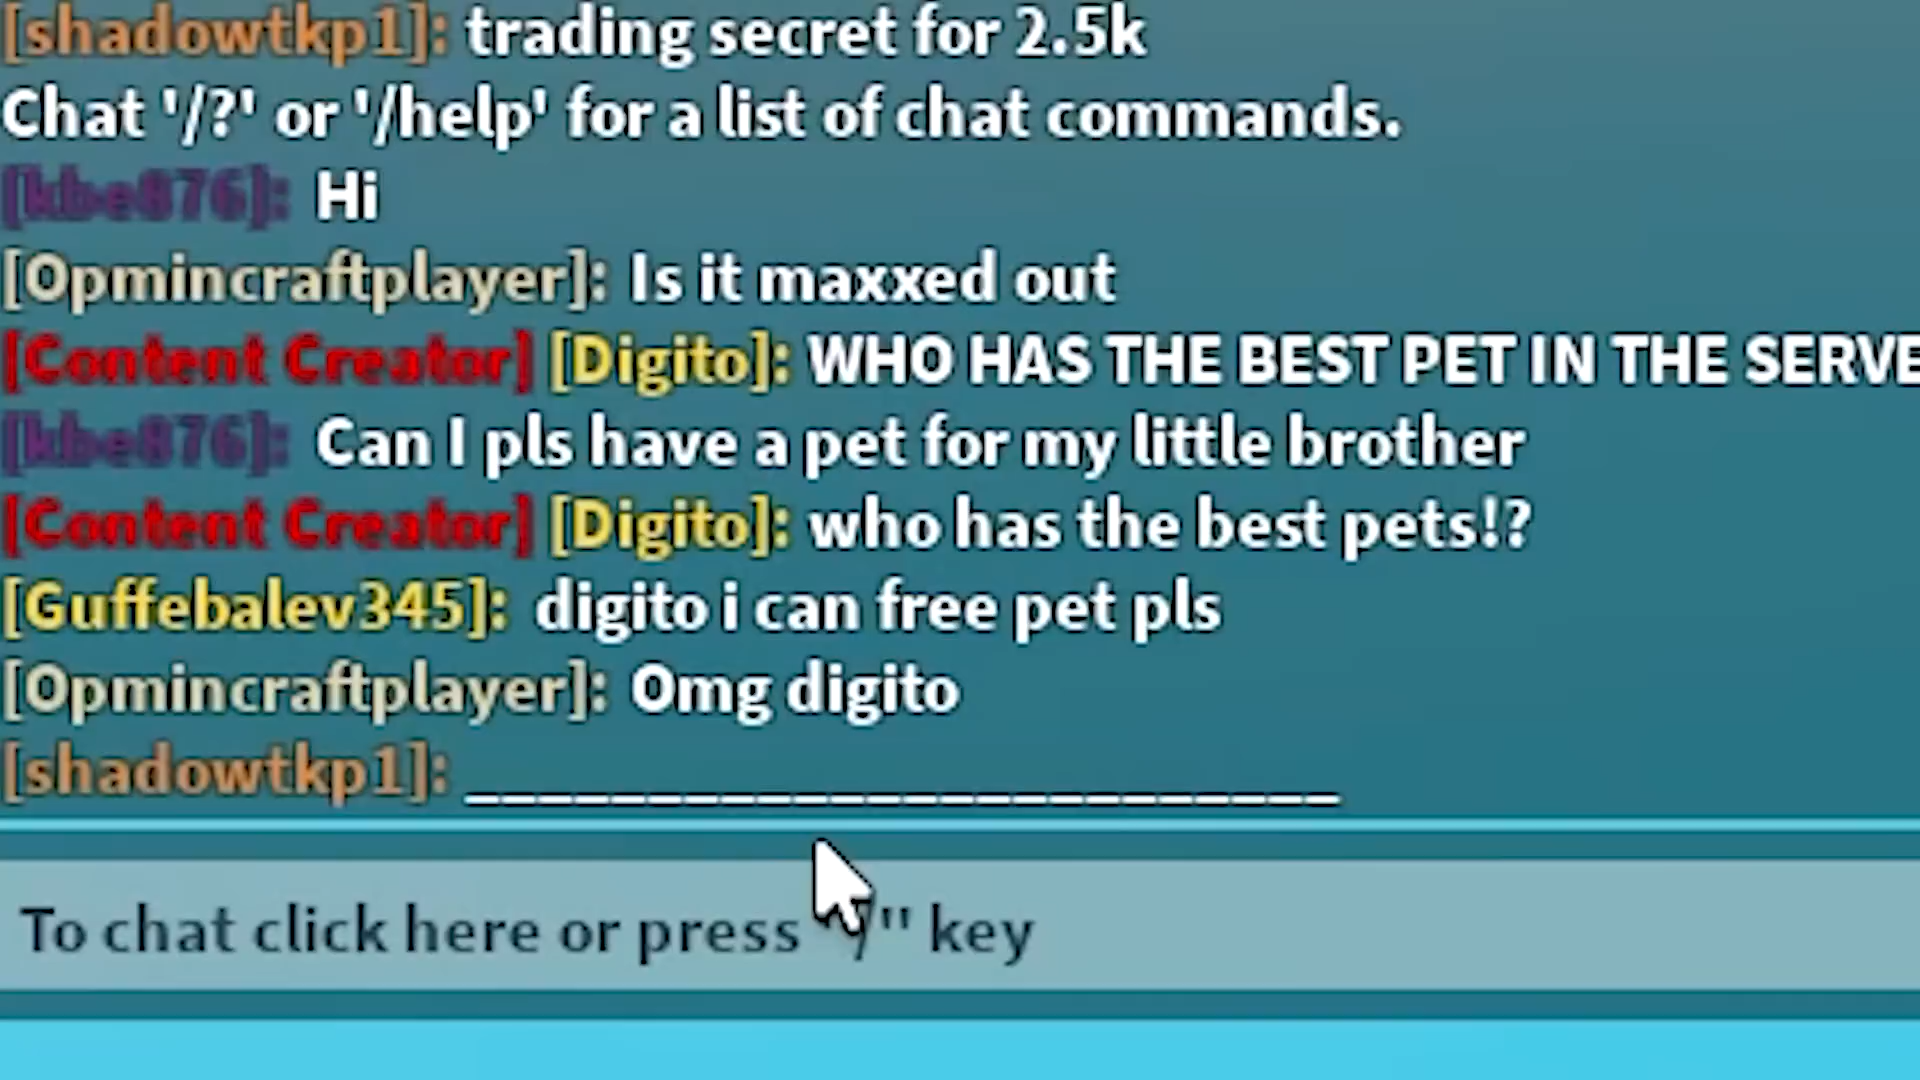 [shadowtkp1]: trading secret for 2.5k
Chat '/?' or '/help' for a list of chat commands.
[kbe876]: Hi
[Opmincraftplayer]: Is it maxxed out
[Content Creator] [Digito]: WHO HAS THE BEST PET IN THE SERVE
[kbe876]: Can I pls have a pet for my little brother
[Content Creator] [Digito]: who has the best pets!?
[Guffebalev345]: digito i can free pet pls
[Opmincraftplayer]: Omg digito
[shadowtkp1]: ________________________
To chat click here or press "/" key